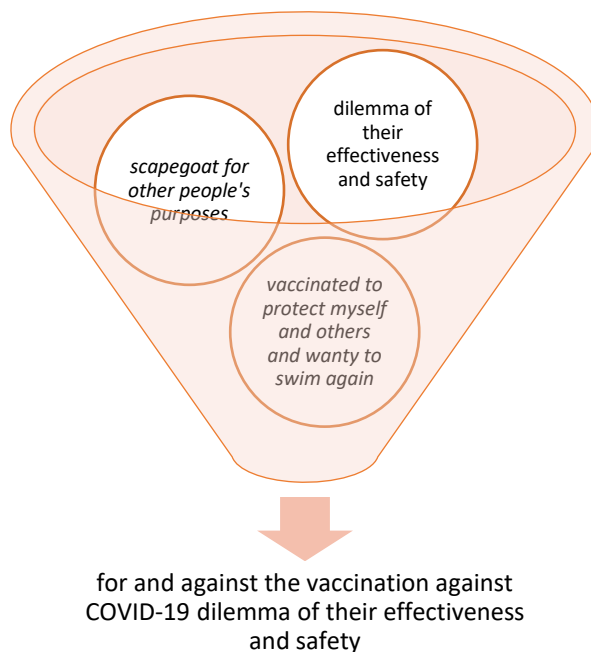 dilemma of
their
effectiveness
and safety
scapegoat for
other people's
purposes
vaccinated to
protect myself
and others
and wanty to
swim again
for and against the vaccination against
COVID-19 dilemma of their effectiveness
and safety